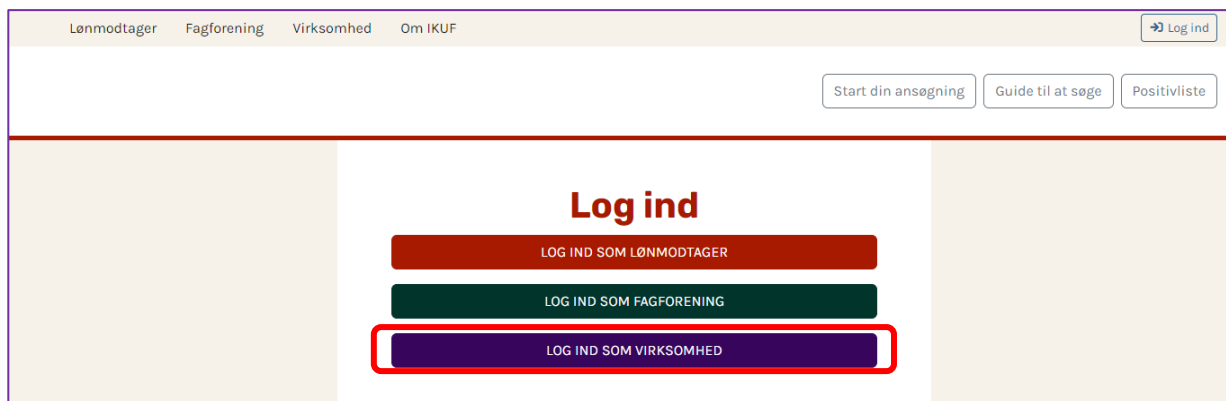 Lønmodtager Fagforening Virksomhed Om IKUF Log ind
Start din ansøgning Guide til at søge Positivliste
Log ind
LOG IND SOM LØNMODTAGER
LOG IND SOM FAGFORENING
LOG IND SOM VIRKSOMHED